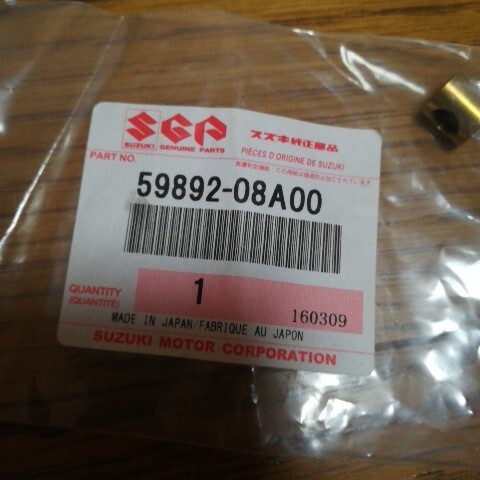 SGP
SUZUKI GENUINE PARTS
スズキ純正部品
PIÈCES D'ORIGINE DE SUZUKI
PART NO.
59892-08A00
QUANTITY
(QUANTITÉ)
1
160309
MADE IN JAPAN/FABRIQUE AU JAPON
SUZUKI MOTOR CORPORATION